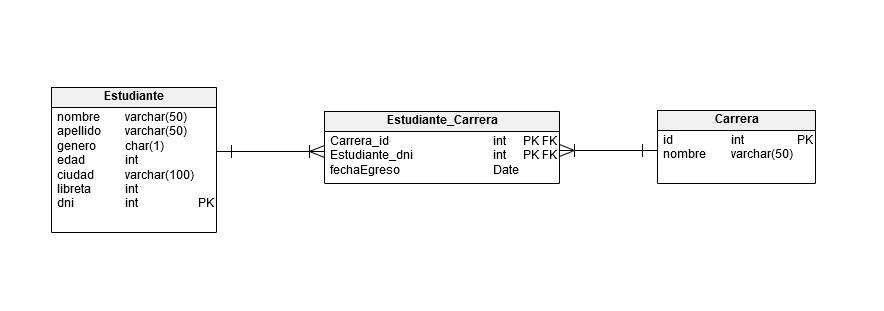 Estudiante
nombre varchar(50)
apellido varchar(50)
genero char(1)
edad int
ciudad varchar(100)
libreta int
dni int PK
Estudiante_Carrera
Carrera_id int PK FK
Estudiante_dni int PK FK
fechaEgreso Date
Carrera
id int PK
nombre varchar(50)